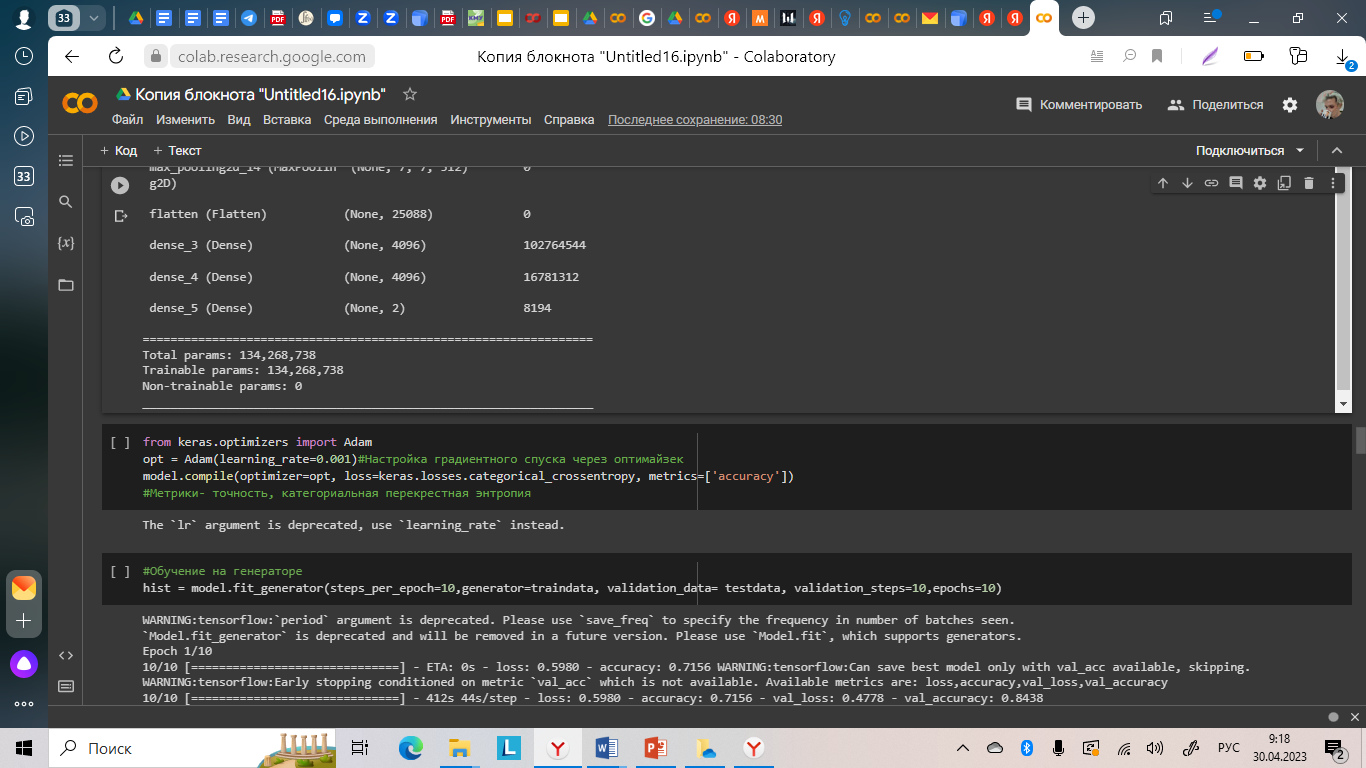 33
colab.research.google.com
Копия блокнота "Untitled16.ipynb" - Colaboratory
2
Копия блокнота "Untitled16.ipynb"
Файл Изменить Вид Вставка Среда выполнения Инструменты Справка Последнее сохранение: 08:30
Комментировать Поделиться
+ Код + Текст
Подключиться
33
max_pooling2d_14 (MaxPoolin (None, 7, 7, 512) 0
g2D)
flatten (Flatten) (None, 25088) 0
dense_3 (Dense) (None, 4096) 102764544
dense_4 (Dense) (None, 4096) 16781312
dense_5 (Dense) (None, 2) 8194
=================================================================
Total params: 134,268,738
Trainable params: 134,268,738
Non-trainable params: 0
_________________________________________________________________
[ ] from keras.optimizers import Adam
opt = Adam(learning_rate=0.001)#Настройка градиентного спуска через оптимайзек
model.compile(optimizer=opt, loss=keras.losses.categorical_crossentropy, metrics=['accuracy'])
#Метрики- точность, категориальная перекрестная энтропия
The `lr` argument is deprecated, use `learning_rate` instead.
[ ] #Обучение на генераторе
hist = model.fit_generator(steps_per_epoch=10,generator=traindata, validation_data= testdata, validation_steps=10,epochs=10)
WARNING:tensorflow:`period` argument is deprecated. Please use `save_freq` to specify the frequency in number of batches seen.
`Model.fit_generator` is deprecated and will be removed in a future version. Please use `Model.fit`, which supports generators.
Epoch 1/10
10/10 [==============================] - ETA: 0s - loss: 0.5980 - accuracy: 0.7156 WARNING:tensorflow:Can save best model only with val_acc available, skipping.
WARNING:tensorflow:Early stopping conditioned on metric `val_acc` which is not available. Available metrics are: loss,accuracy,val_loss,val_accuracy
10/10 [==============================] - 412s 44s/step - loss: 0.5980 - accuracy: 0.7156 - val_loss: 0.4778 - val_accuracy: 0.8438
Поиск
РУС
9:18
30.04.2023
2